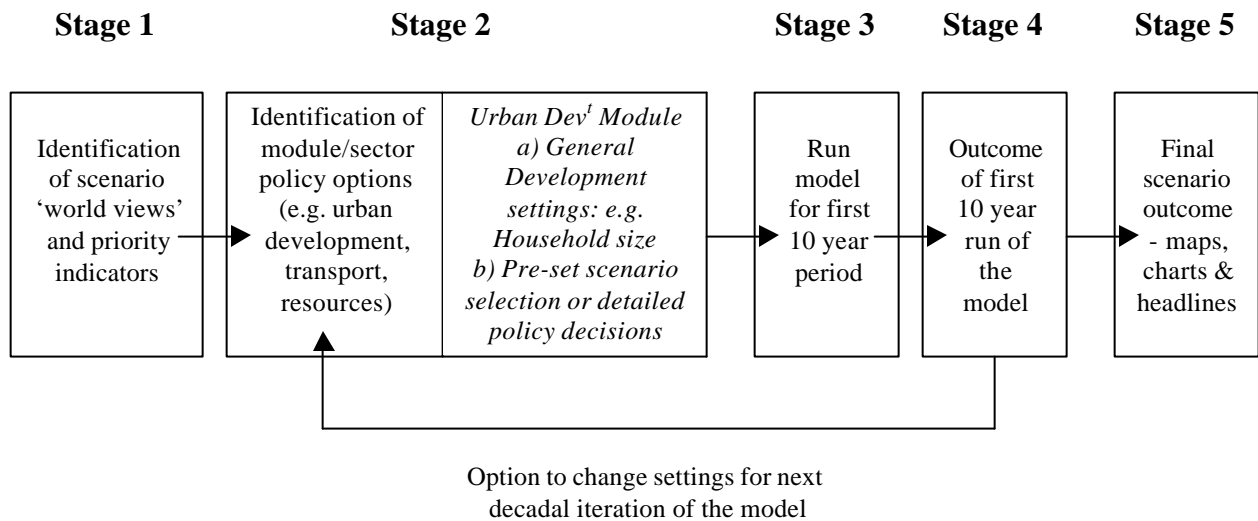 Stage 1
Stage 2
Stage 3
Stage 4
Stage 5
Identification
of scenario
‘world views’
and priority
indicators
Identification of
module/sector
policy options
(e.g. urban
development,
transport,
resources)
Urban Devᵗ Module
a) General
Development
settings: e.g.
Household size
b) Pre-set scenario
selection or detailed
policy decisions
Run
model
for first
10 year
period
Outcome
of first
10 year
run of
the
model
Final
scenario
outcome
- maps,
charts &
headlines
Option to change settings for next
decadal iteration of the model